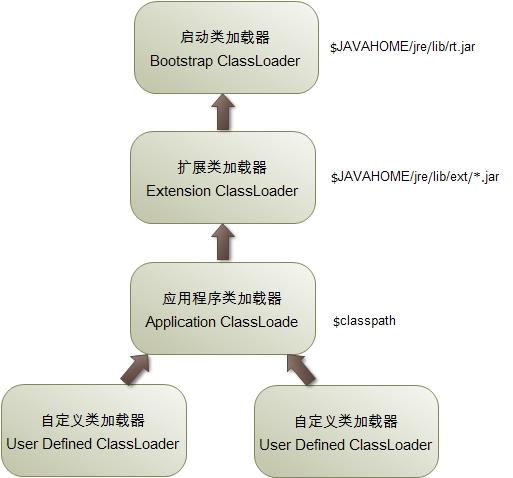 启动类加载器
Bootstrap ClassLoader
$JAVAHOME/jre/lib/rt.jar
扩展类加载器
Extension ClassLoader
$JAVAHOME/jre/lib/ext/*.jar
应用程序类加载器
Application ClassLoade
$classpath
自定义类加载器
User Defined ClassLoader
自定义类加载器
User Defined ClassLoader